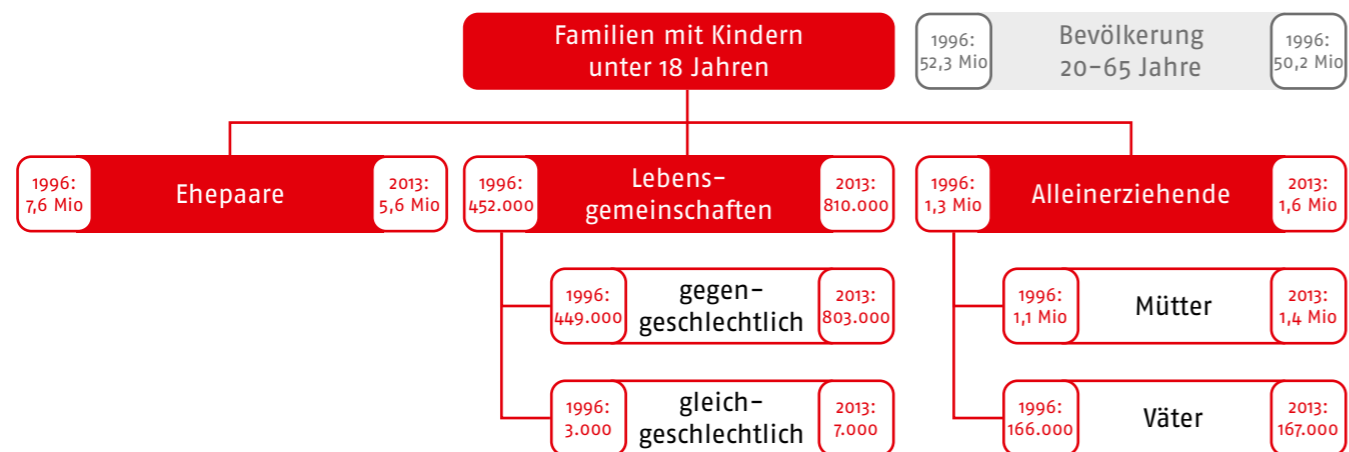 Familien mit Kindern
unter 18 Jahren
1996:
52,3 Mio
Bevölkerung
20–65 Jahre
1996:
50,2 Mio
1996:
7,6 Mio
Ehepaare
2013:
5,6 Mio
1996:
452.000
Lebens-
gemeinschaften
2013:
810.000
1996:
1,3 Mio
Alleinerziehende
2013:
1,6 Mio
1996:
449.000
gegen-
geschlechtlich
2013:
803.000
1996:
1,1 Mio
Mütter
2013:
1,4 Mio
1996:
3.000
gleich-
geschlechtlich
2013:
7.000
1996:
166.000
Väter
2013:
167.000